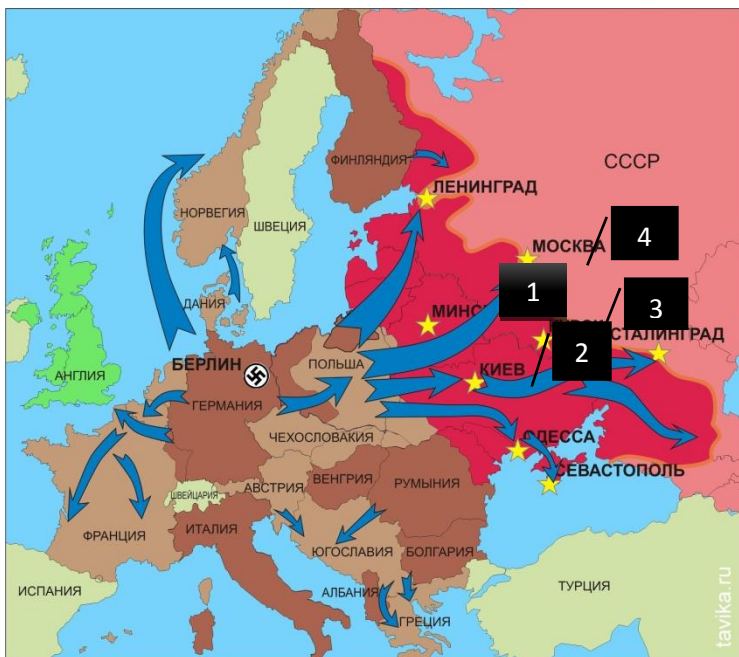 СССР
ФИНЛЯНДИЯ
ЛЕНИНГРАД
НОРВЕГИЯ
ШВЕЦИЯ
МОСКВА
4
ДАНИЯ
1
3
МИНСК
СТАЛИНГРАД
2
БЕРЛИН
ПОЛЬША
КИЕВ
АНГЛИЯ
ГЕРМАНИЯ
ЧЕХОСЛОВАКИЯ
ОДЕССА
СЕВАСТОПОЛЬ
ШВЕЙЦАРИЯ
АВСТРИЯ
ВЕНГРИЯ
РУМЫНИЯ
ФРАНЦИЯ
ИТАЛИЯ
ЮГОСЛАВИЯ
БОЛГАРИЯ
ИСПАНИЯ
АЛБАНИЯ
ТУРЦИЯ
ГРЕЦИЯ
tavika.ru